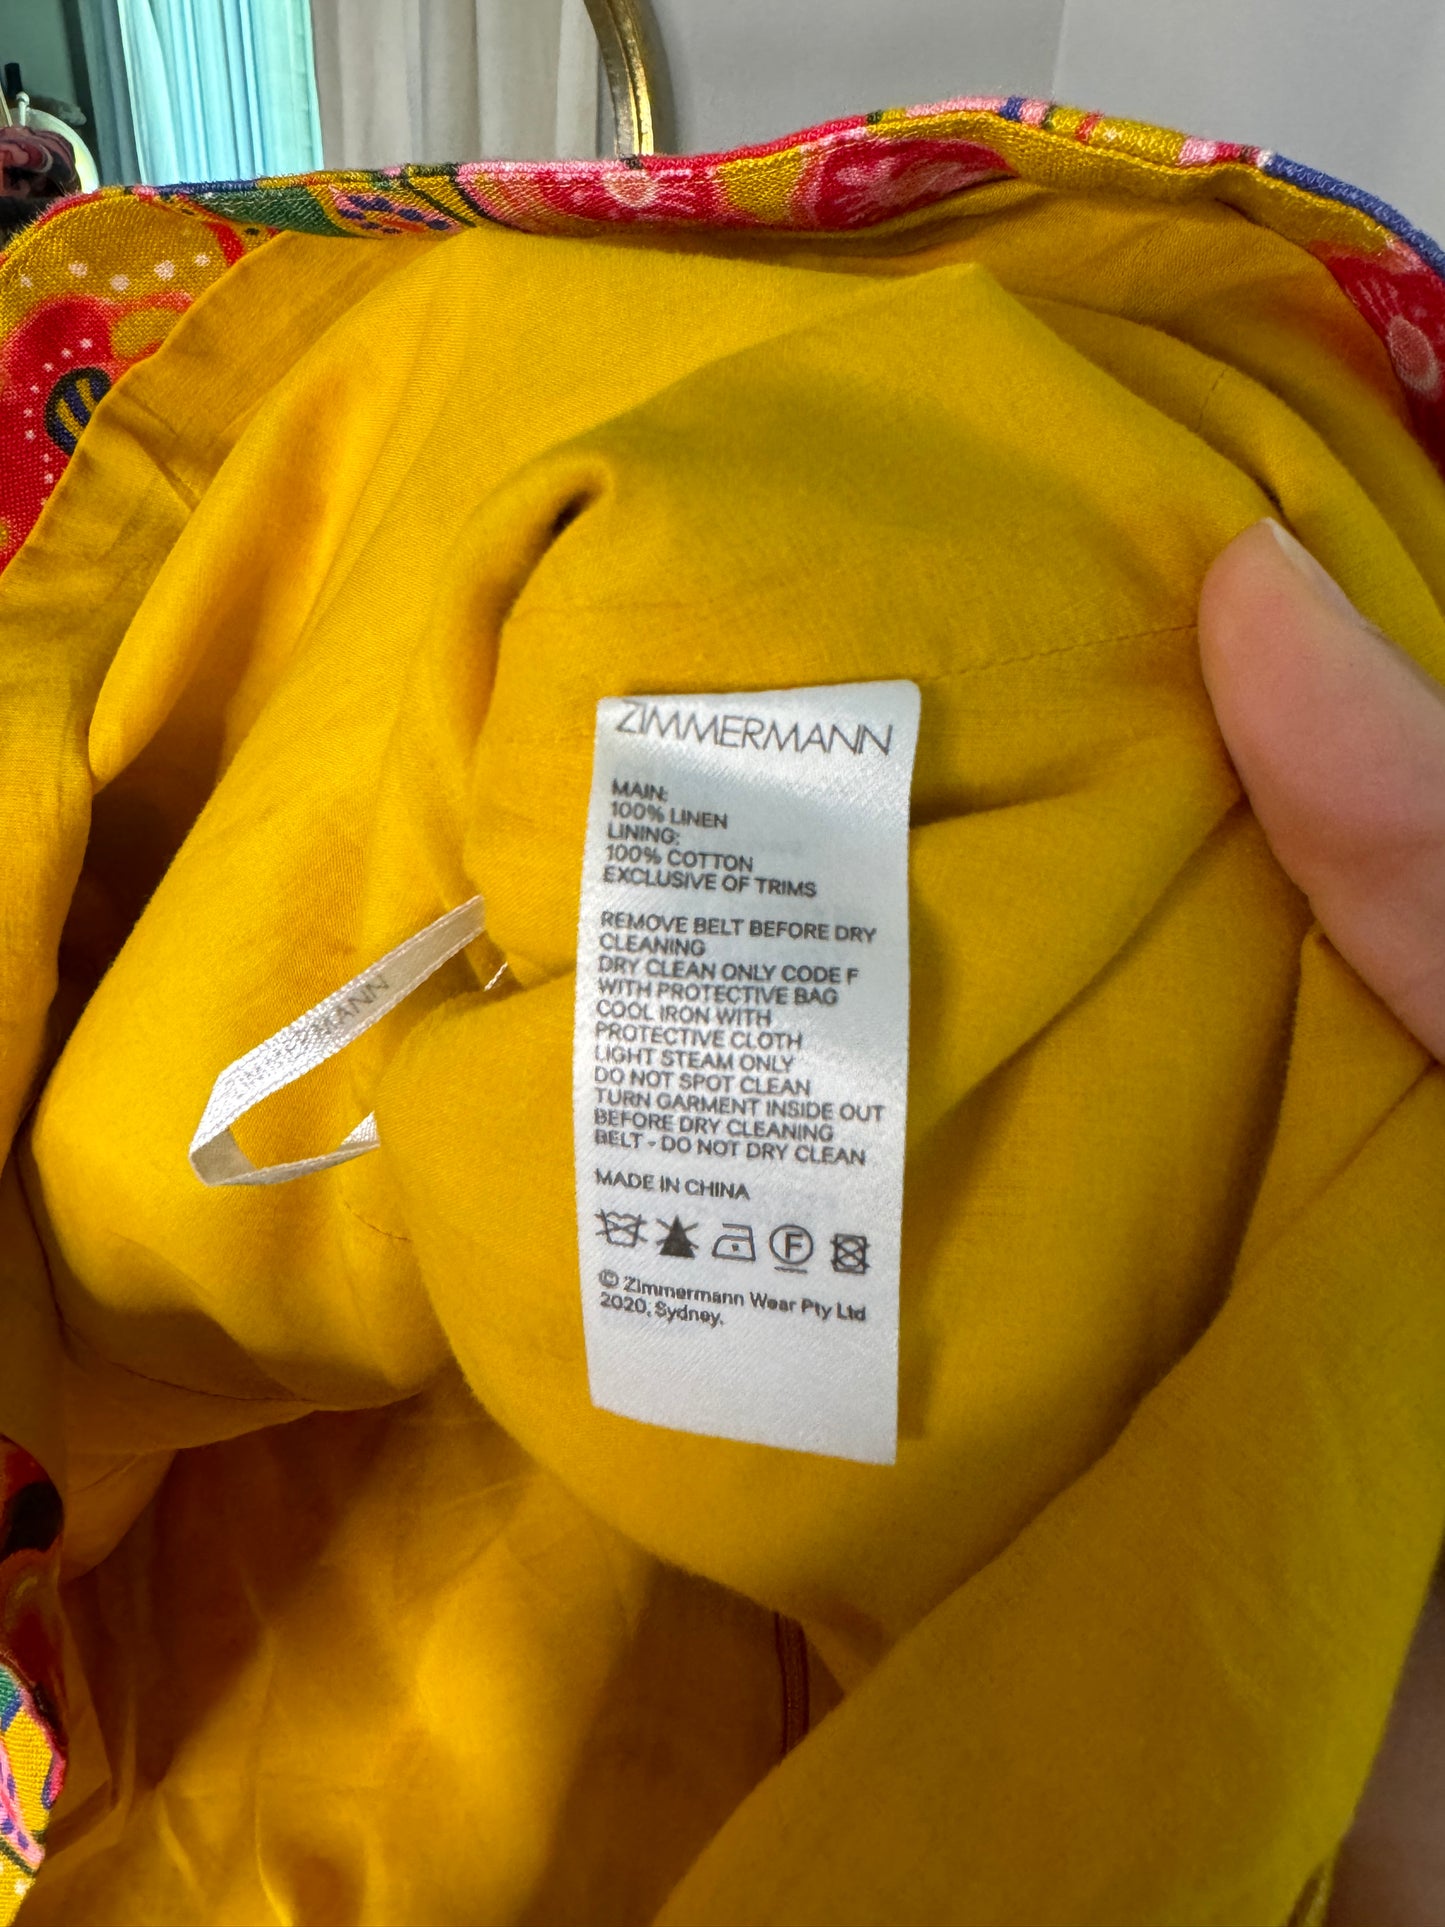 ZIMMERMANN
MAIN:
100% LINEN
LINING:
100% COTTON
EXCLUSIVE OF TRIMS
REMOVE BELT BEFORE DRY
CLEANING
DRY CLEAN ONLY CODE F
WITH PROTECTIVE BAG
COOL IRON WITH
PROTECTIVE CLOTH
LIGHT STEAM ONLY
DO NOT SPOT CLEAN
TURN GARMENT INSIDE OUT
BEFORE DRY CLEANING
BELT - DO NOT DRY CLEAN
MADE IN CHINA
F
© Zimmermann Wear Pty Ltd
2020, Sydney.
ZIMMERMANN